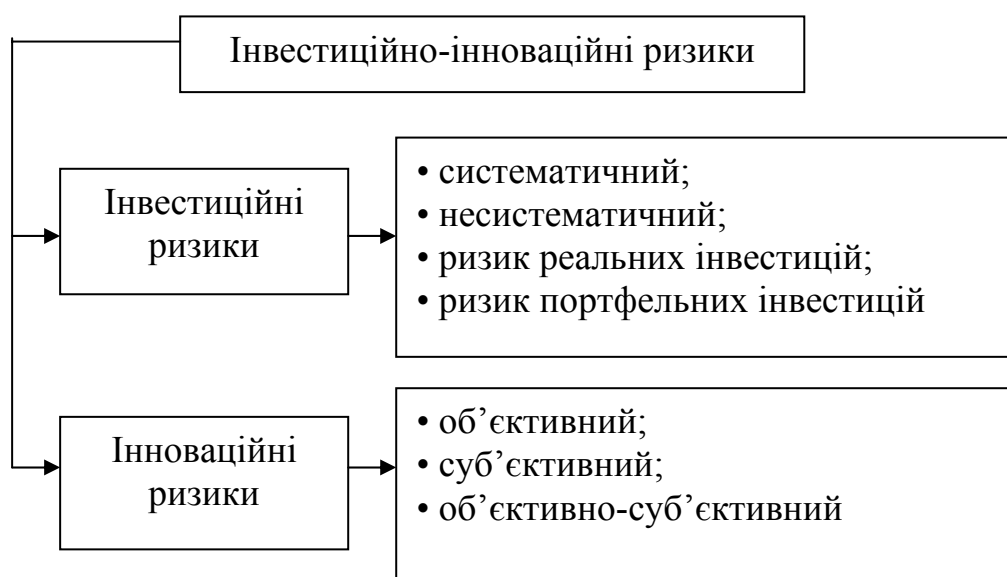 Інвестиційно-інноваційні ризики
Інвестиційні
ризики
• систематичний;
• несистематичний;
• ризик реальних інвестицій;
• ризик портфельних інвестицій
Інноваційні
ризики
• об’єктивний;
• суб’єктивний;
• об’єктивно-суб’єктивний